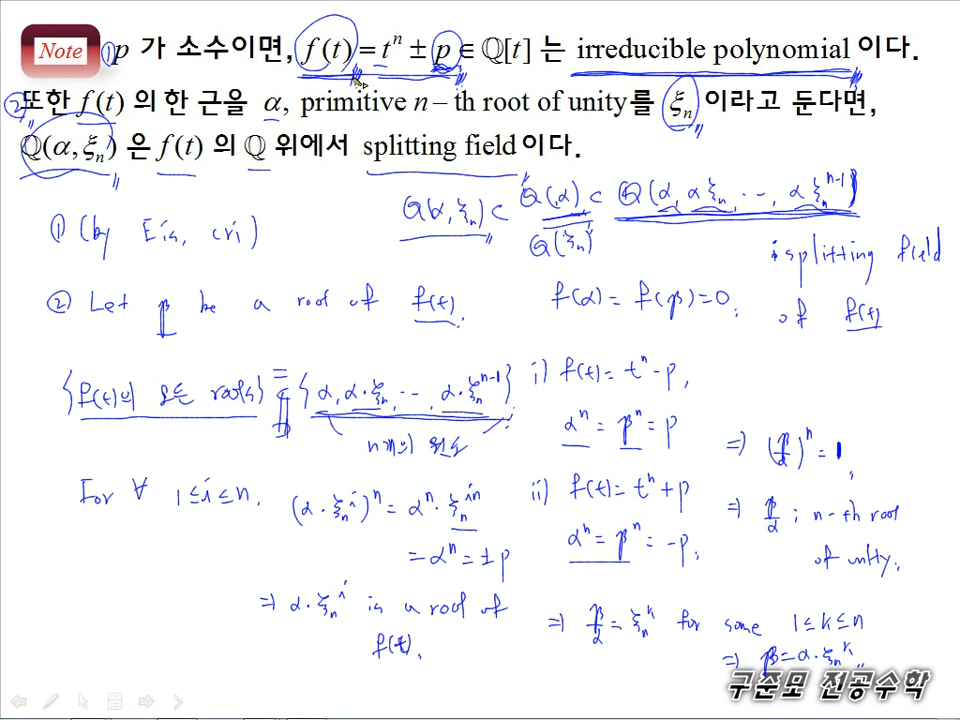 Note ① p 가 소수이면, f(t) = tⁿ ± p ∈ ℚ[t] 는 irreducible polynomial 이다.
② 또한 f(t) 의 한 근을 α, primitive n – th root of unity를 ξₙ 이라고 둔다면,
ℚ(α, ξₙ) 은 f(t) 의 ℚ 위에서 splitting field 이다.
① (by Eis, cri)
ℚ(α, ξₙ) ⊂ ℚ(α) ⊂ ℚ(α, αξₙ, ⋯, αξₙⁿ⁻¹)
ℚ(ξₙ)
: splitting field
of f(t)
② Let β be a root of f(t).
f(α) = f(β) = 0.
{f(t)의 모든 roots} = {α, α·ξₙ, ⋯, α·ξₙⁿ⁻¹}.
n개의 원소
For ∀ 1 ≤ i ≤ n, (α·ξₙⁱ)ⁿ = αⁿ·ξₙⁱⁿ
= αⁿ = ±p
⇒ α·ξₙⁱ is a root of
f(t).
i) f(t) = tⁿ - p,
αⁿ = βⁿ = p
ii) f(t) = tⁿ + p
αⁿ = βⁿ = -p.
⇒ (β/α)ⁿ = 1,
⇒ β/α ; n-th root
of unity.
⇒ β/α = ξₙᵏ for some 1 ≤ k ≤ n
⇒ β = α·ξₙᵏ
구준모 전공수학